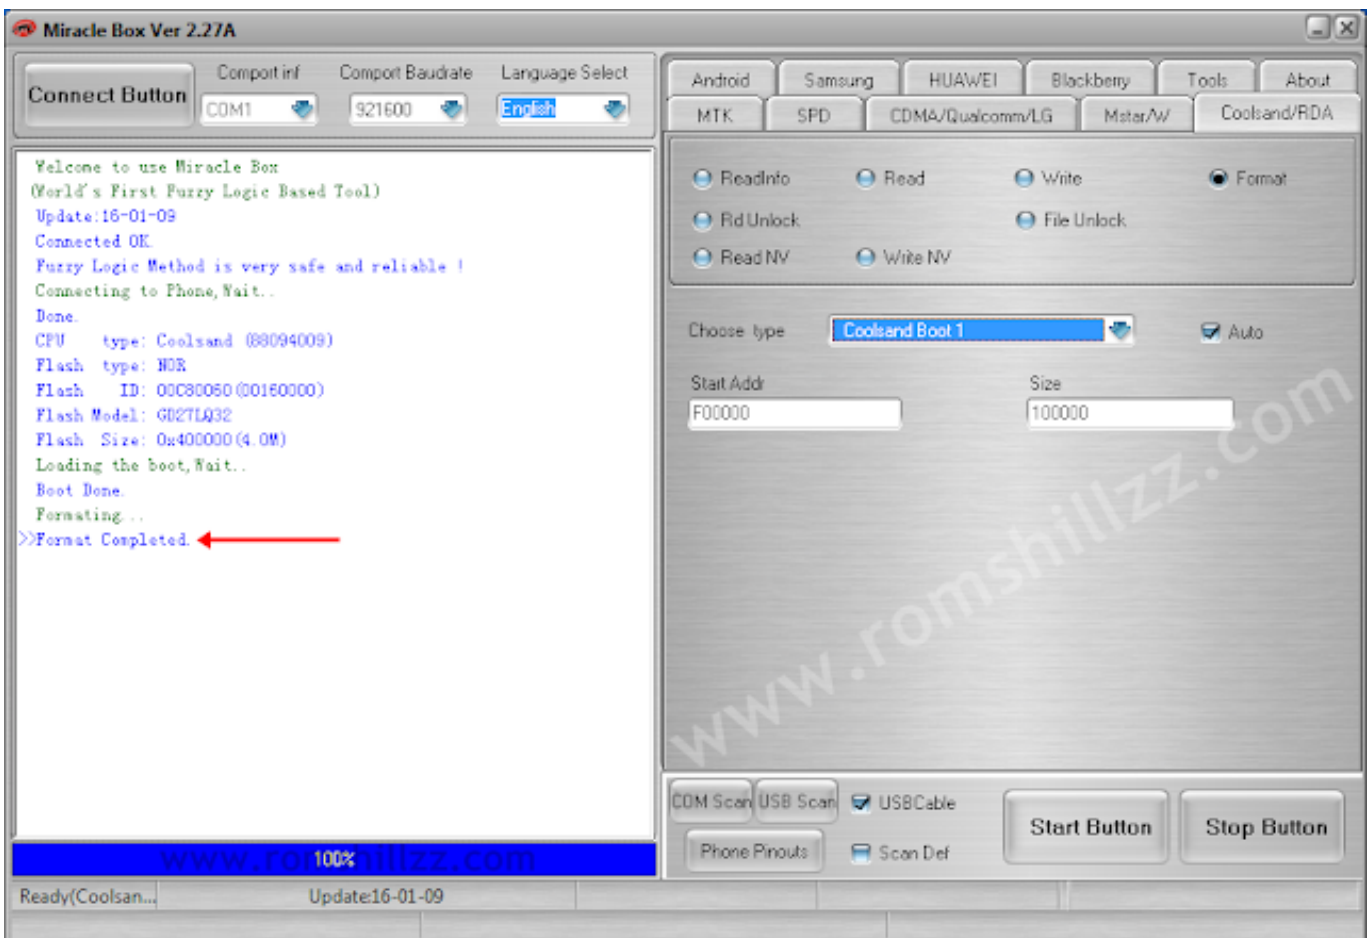 Miracle Box Ver 2.27A
Connect Button
Comport inf
Comport Baudrate
Language Select
COM1
921600
English
Welcome to use Miracle Box
(World's First Fuzzy Logic Based Tool)
Update:16-01-09
Connected OK.
Fuzzy Logic Method is very safe and reliable !
Connecting to Phone,Wait..
Done.
CPU type: Coolsand (88094009)
Flash type: NOR
Flash ID: 00C80060(00160000)
Flash Model: GD27LQ32
Flash Size: 0x400000(4.0M)
Loading the boot,Wait..
Boot Done.
Formating...
>>Format Completed.
100%
www.romshillzz.com
Ready(Coolsan...
Update:16-01-09
Android
Samsung
HUAWEI
Blackberry
Tools
About
MTK
SPD
CDMA/Qualcomm/LG
Mstar/W
Coolsand/RDA
ReadInfo
Read
Write
Format
Rd Unlock
File Unlock
Read NV
Write NV
Choose type
Coolsand Boot 1
Auto
Start Addr
Size
F00000
100000
www.romshillzz.com
COM Scan
USB Scan
USBCable
Phone Pinouts
Scan Def
Start Button
Stop Button